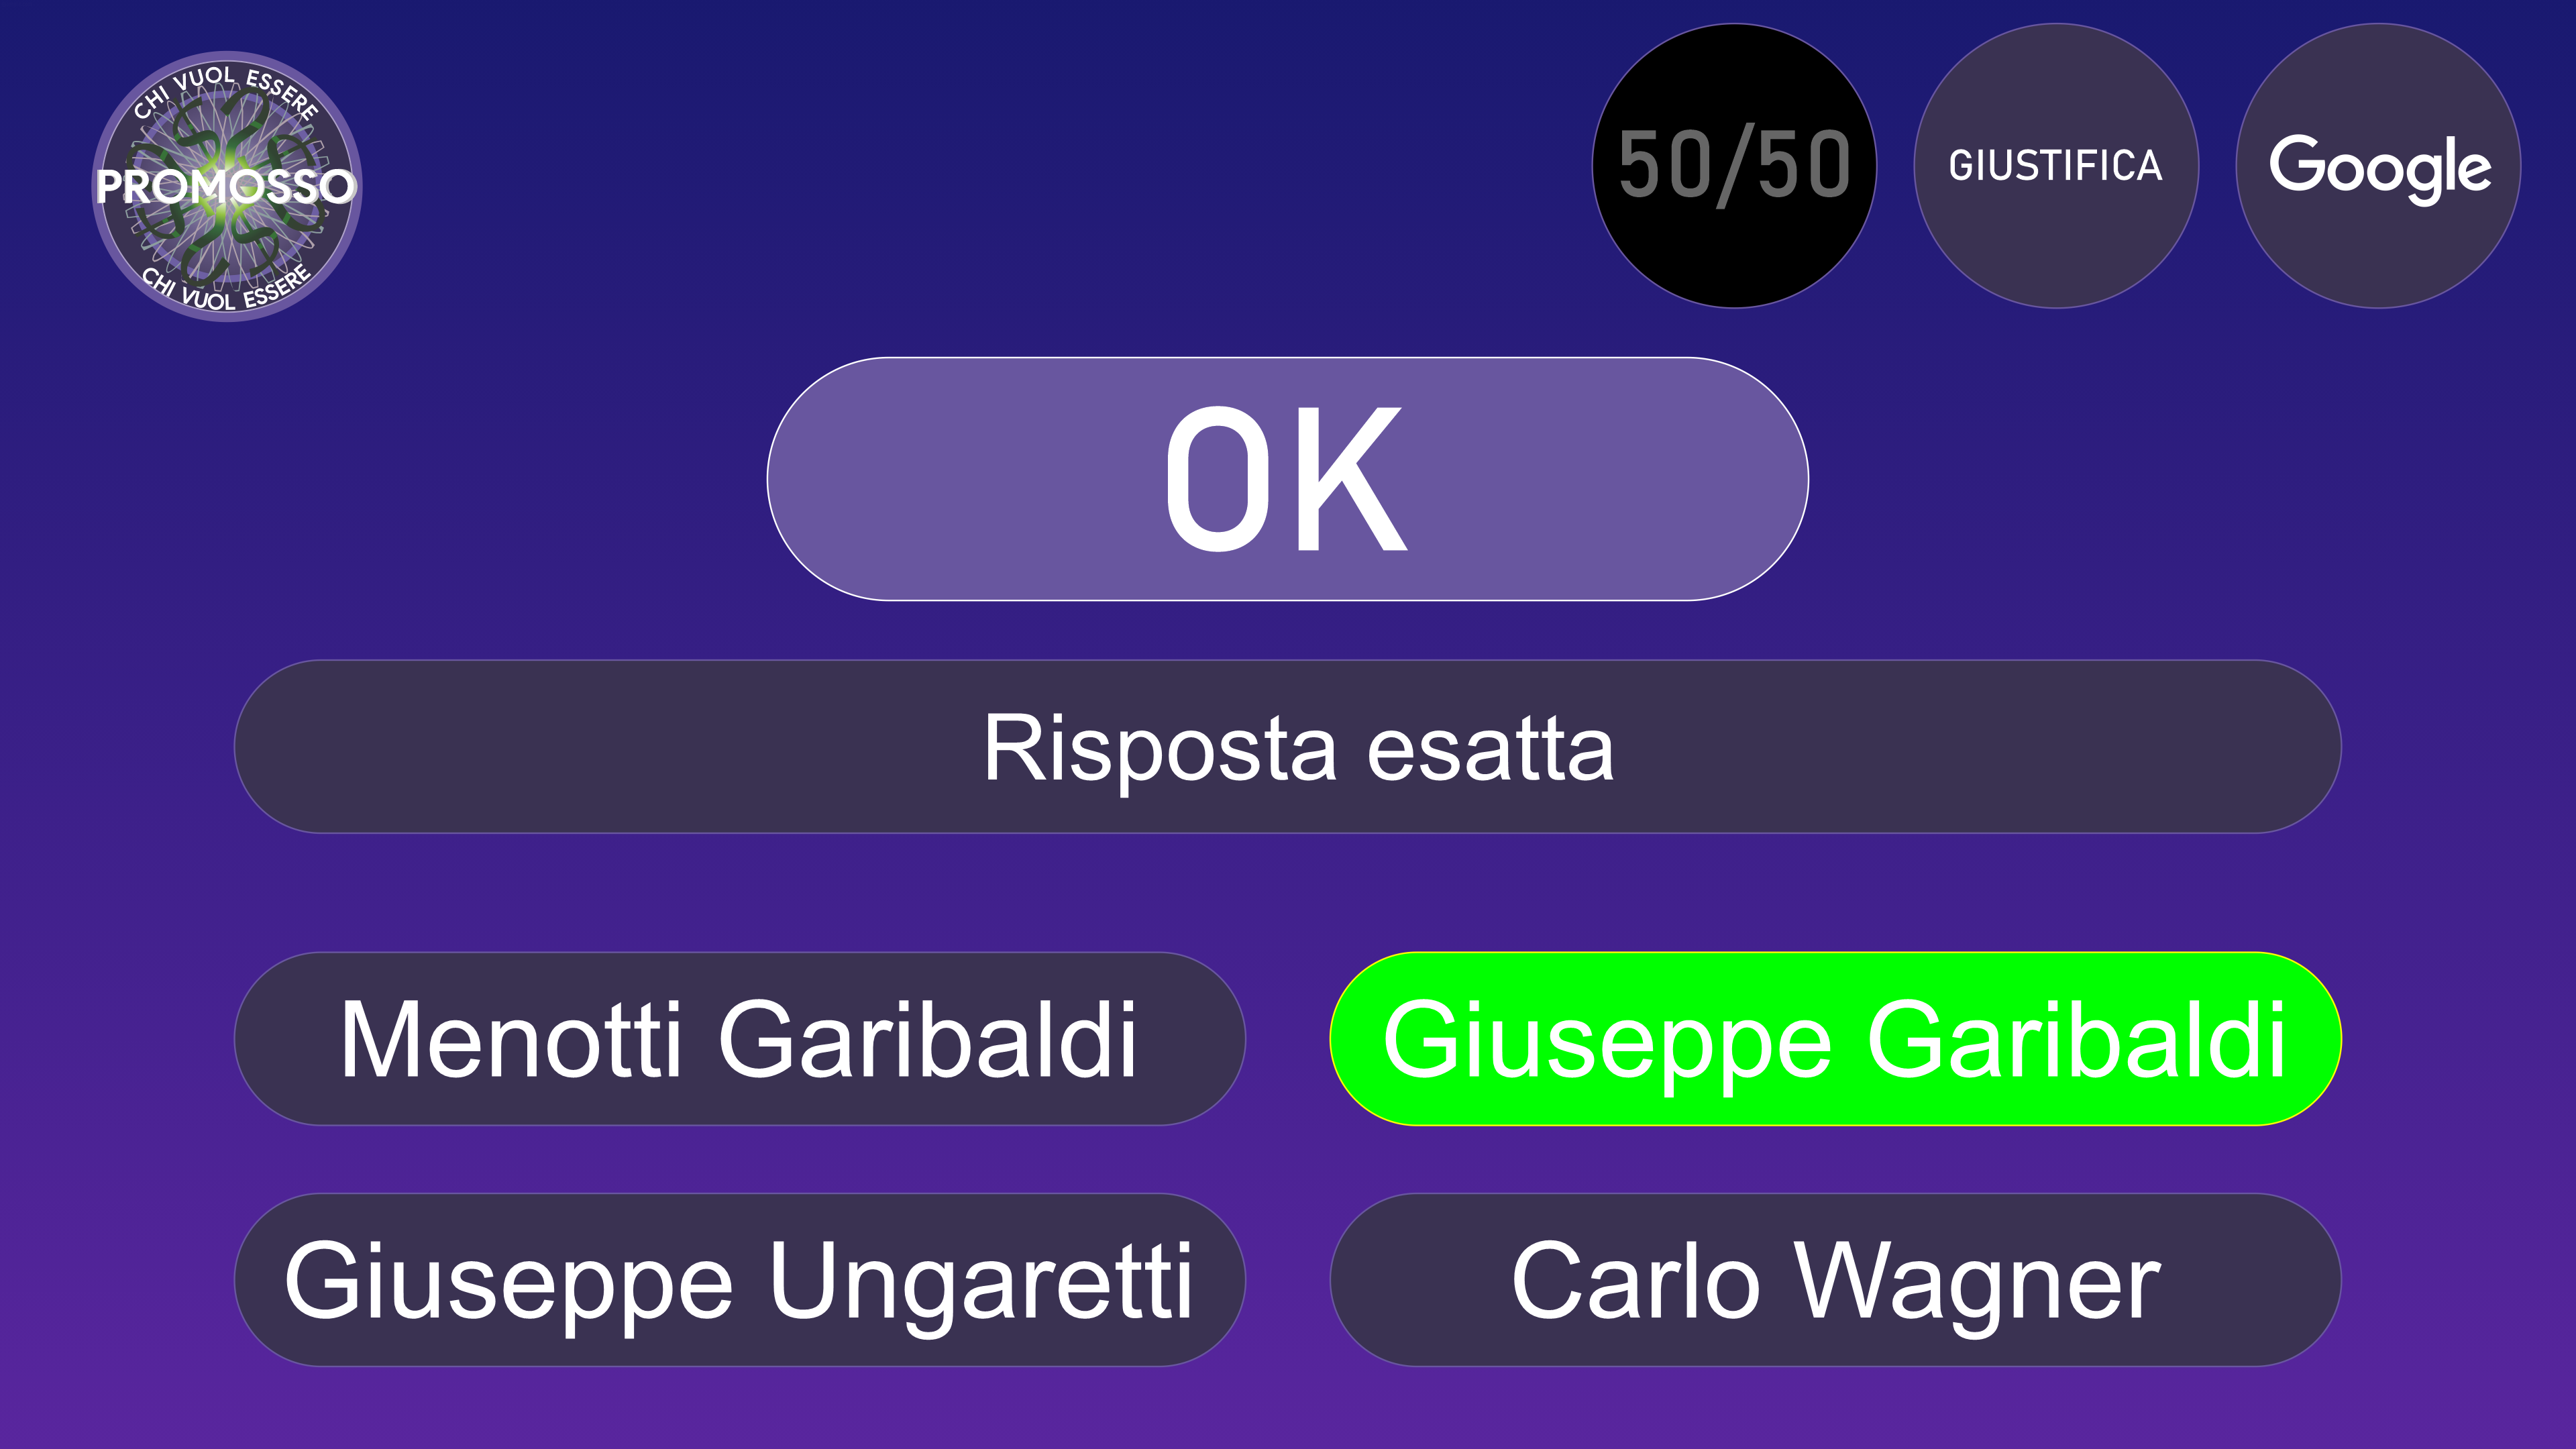 CHI VUOL ESSERE
PROMOSSO
CHI VUOL ESSERE
50/50
GIUSTIFICA
Google
OK
Risposta esatta
Menotti Garibaldi
Giuseppe Garibaldi
Giuseppe Ungaretti
Carlo Wagner